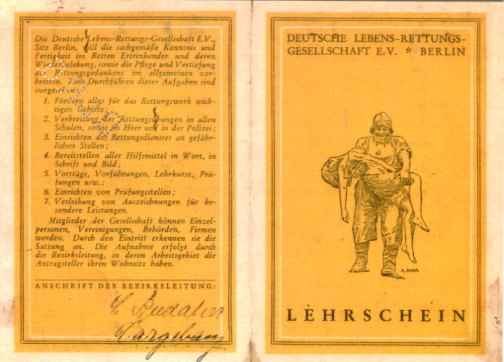 Die Deutsche Lebens-Rettungs-Gesellschaft E.V.,
Sitz Berlin, will die sachgemäße Kenntnis und
Fertigkeit im Retten Ertrinkender und deren
Wiederbelebung, sowie die Pflege und Vertiefung
des Rettungsgedankens im allgemeinen ver-
breiten. Zum Durchführen dieser Aufgaben sind
vorgesehen:
1. Fördern alles für das Rettungswerk wich-
tigen Gebiete;
2. Verbreitung der Rettungsübungen in allen
Schulen, sowie im Heer und in der Polizei;
3. Einrichten des Rettungsdienstes an gefähr-
lichen Stellen;
4. Bereitstellen aller Hilfsmittel in Wort, in
Schrift und Bild;
5. Vorträge, Vorführungen, Lehrkurse, Prü-
fungen usw.;
6. Einrichten von Prüfungsstellen;
7. Verleihung von Auszeichnungen für be-
sondere Leistungen.
Mitglieder der Gesellschaft können Einzel-
personen, Vereinigungen, Behörden, Firmen
werden. Durch den Eintritt erkennen sie die
Satzung an. Die Aufnahme erfolgt durch
die Bezirksleitung, in deren Arbeitsgebiet die
Antragsteller ihren Wohnsitz haben.
ANSCHRIFT DER BEZIRKSLEITUNG:
DEUTSCHE LEBENS-RETTUNGS-
GESELLSCHAFT E.V. * BERLIN
LEHRSCHEIN